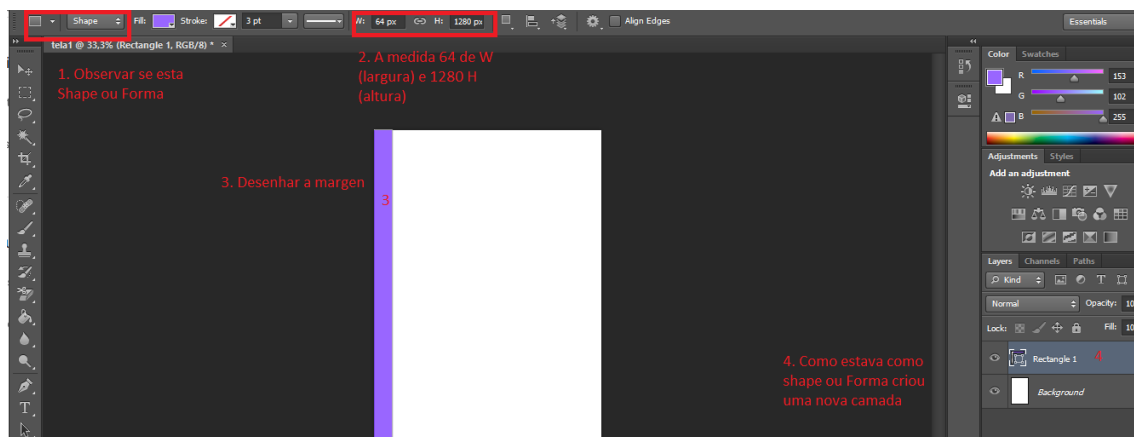 Shape Fill: Stroke: 3 pt W: 64 px H: 1280 px Align Edges Essentials
tela1 @ 33,3% (Rectangle 1, RGB/8) * ×
1. Observar se esta
Shape ou Forma
2. A medida 64 de W
(largura) e 1280 H
(altura)
3. Desenhar a margen
3
4. Como estava como
shape ou Forma criou
uma nova camada
Color Swatches
R 153
G 102
B 255
Adjustments Styles
Add an adjustment
Layers Channels Paths
Kind
Normal Opacity: 10
Lock: Fill: 10
Rectangle 1 4
Background